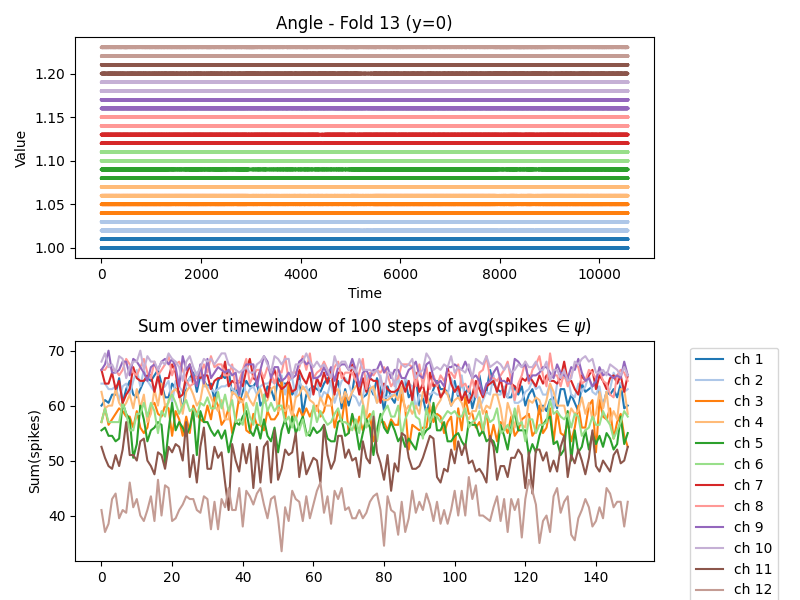 Angle - Fold 13 (y=0)
Value
1.20
1.15
1.10
1.05
1.00
0 2000 4000 6000 8000 10000
Time
Sum over timewindow of 100 steps of avg(spikes ∈ ψ)
Sum(spikes)
70
60
50
40
0 20 40 60 80 100 120 140
ch 1
ch 2
ch 3
ch 4
ch 5
ch 6
ch 7
ch 8
ch 9
ch 10
ch 11
ch 12